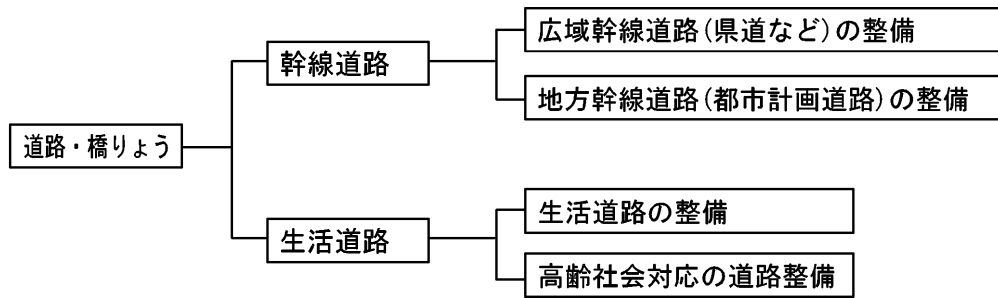 道路・橋りょう
幹線道路
広域幹線道路(県道など)の整備
地方幹線道路(都市計画道路)の整備
生活道路
生活道路の整備
高齢社会対応の道路整備